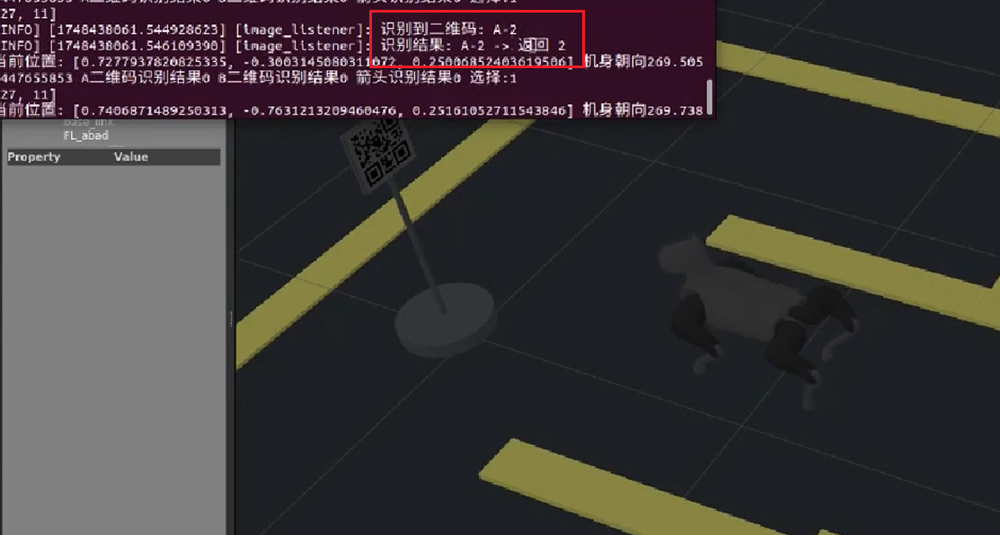 27, 11]
INFO] [1748438061.544928623] [image_listener]: 识别到二维码: A-2
INFO] [1748438061.546109390] [image_listener]: 识别结果: A-2 -> 返回 2
当前位置: [0.7277937820825335, -0.3003145080311072, 0.25006852403619506] 机身朝向269.505
447655853 A二维码识别结果0 B二维码识别结果0 箭头识别结果0 选择:1
27, 11]
当前位置: [0.7406871489250313, -0.7631213209460476, 0.25161052711543846] 机身朝向269.738
base_link
FL_abad
Property Value